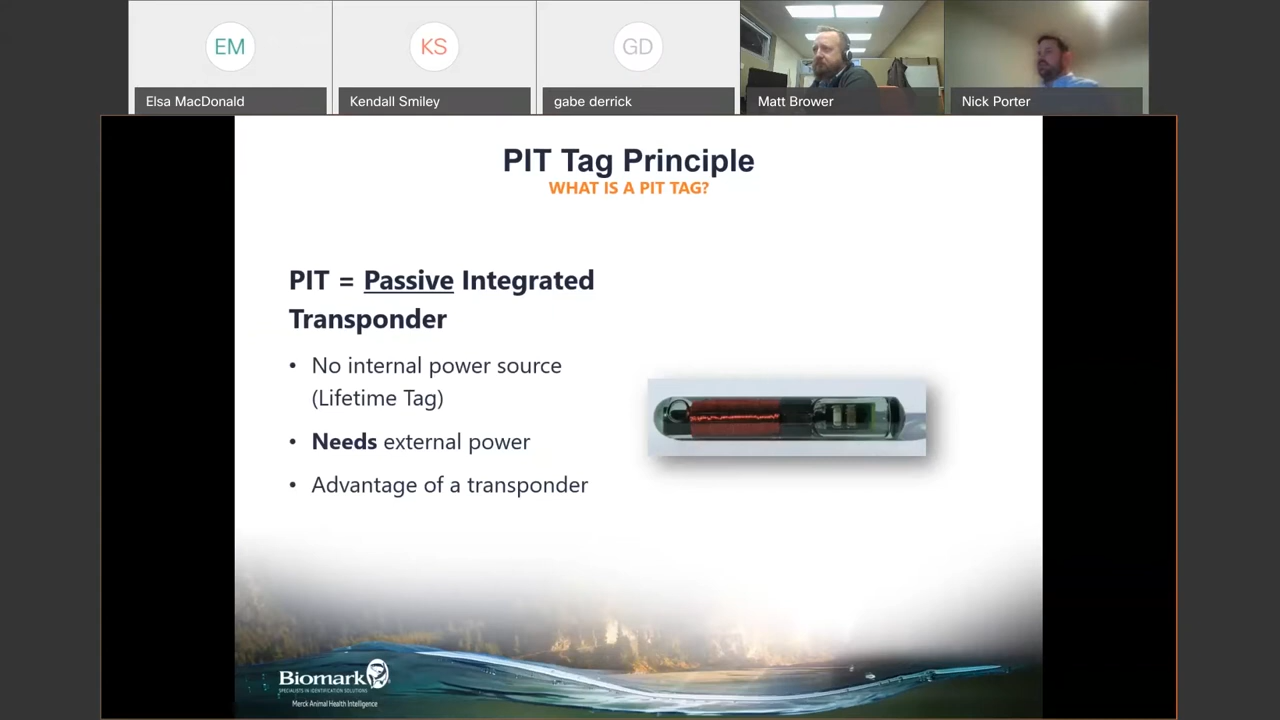 EM
KS
GD
Elsa MacDonald
Kendall Smiley
gabe derrick
Matt Brower
Nick Porter
PIT Tag Principle
WHAT IS A PIT TAG?
PIT = Passive Integrated
Transponder
• No internal power source
(Lifetime Tag)
• Needs external power
• Advantage of a transponder
Biomark
SPECIALISTS IN IDENTIFICATION SOLUTIONS
Merck Animal Health Intelligence